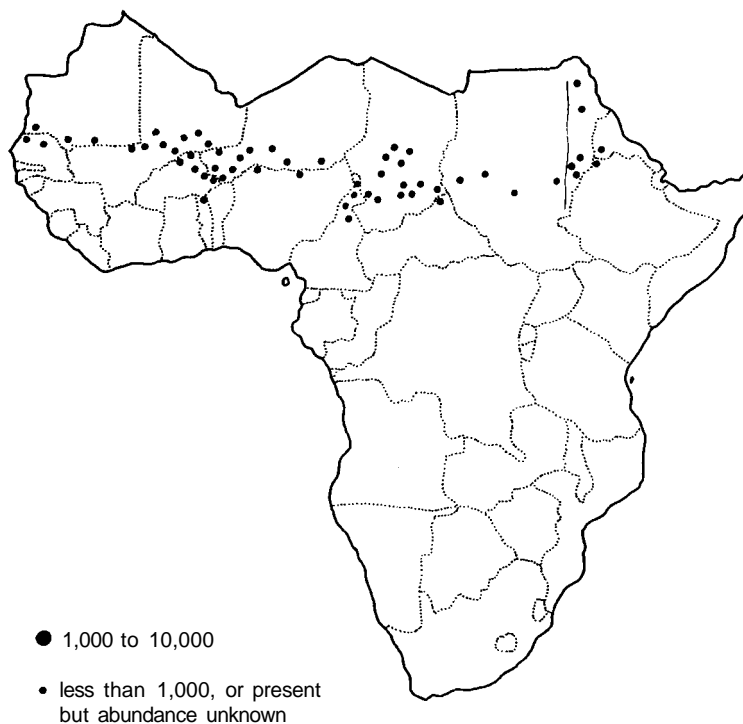 1,000 to 10,000
less than 1,000, or present
but abundance unknown